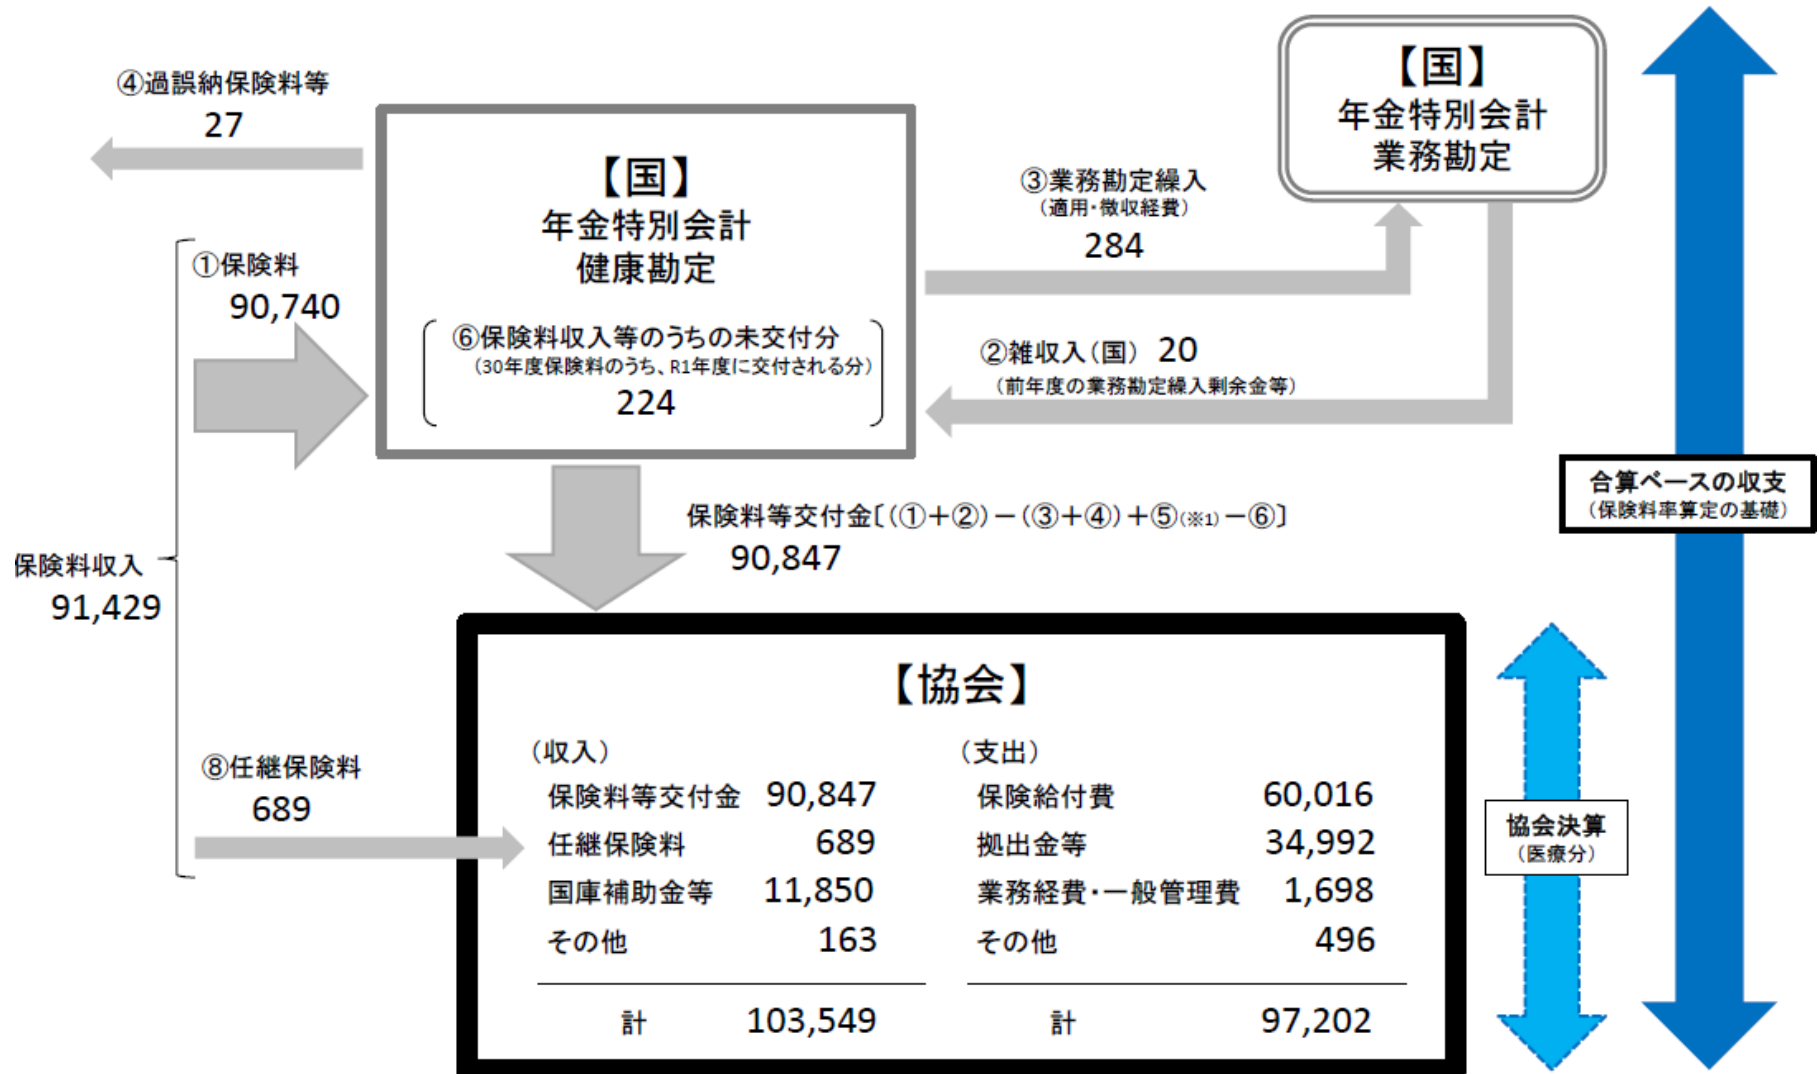 ④過誤納保険料等
27
【国】
年金特別会計
業務勘定
【国】
年金特別会計
健康勘定
③業務勘定繰入
（適用・徴収経費）
284
①保険料
90,740
⑥保険料収入等のうちの未交付分
（30年度保険料のうち、R1年度に交付される分）
224
②雑収入（国） 20
（前年度の業務勘定繰入剰余金等）
合算ベースの収支
（保険料率算定の基礎）
保険料等交付金〔（①＋②）－（③＋④）＋⑤（※1）－⑥〕
90,847
保険料収入
91,429
【協会】
⑧任継保険料
689
（収入）
保険料等交付金 90,847
任継保険料 689
国庫補助金等 11,850
その他 163
計 103,549
（支出）
保険給付費 60,016
拠出金等 34,992
業務経費・一般管理費 1,698
その他 496
計 97,202
協会決算
（医療分）